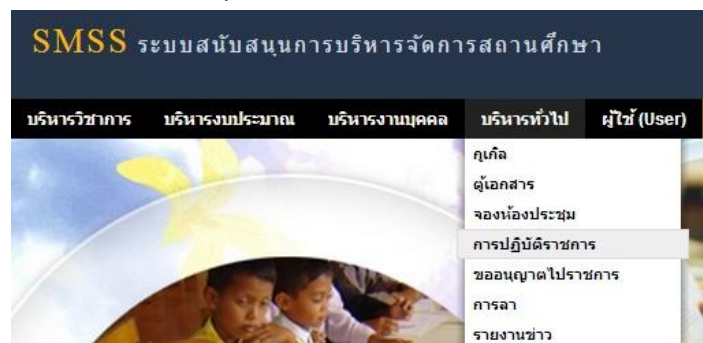 SMSS ระบบสนับสนุนการบริหารจัดการสถานศึกษา
บริหารวิชาการ บริหารงบประมาณ บริหารงานบุคคล บริหารทั่วไป ผู้ใช้ (User)
กูเกิล
ตู้เอกสาร
จองห้องประชุม
การปฏิบัติราชการ
ขออนุญาตไปราชการ
การลา
รายงานข่าว